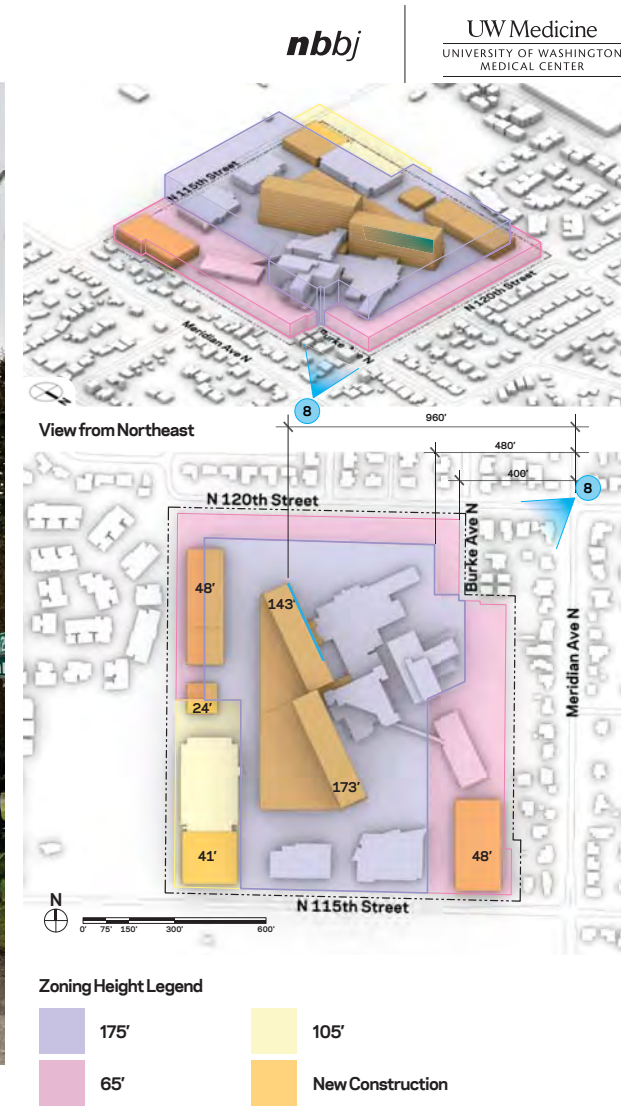 nbbj
UW Medicine
UNIVERSITY OF WASHINGTON
MEDICAL CENTER
N 115th Street
N 120th Street
Meridian Ave N
Burke Ave N
N
8
View from Northeast
960'
480'
400'
8
N 120th Street
Burke Ave N
48'
143'
Meridian Ave N
24'
173'
41'
48'
N
N 115th Street
0' 75' 150' 300' 600'
Zoning Height Legend
175'
105'
65'
New Construction